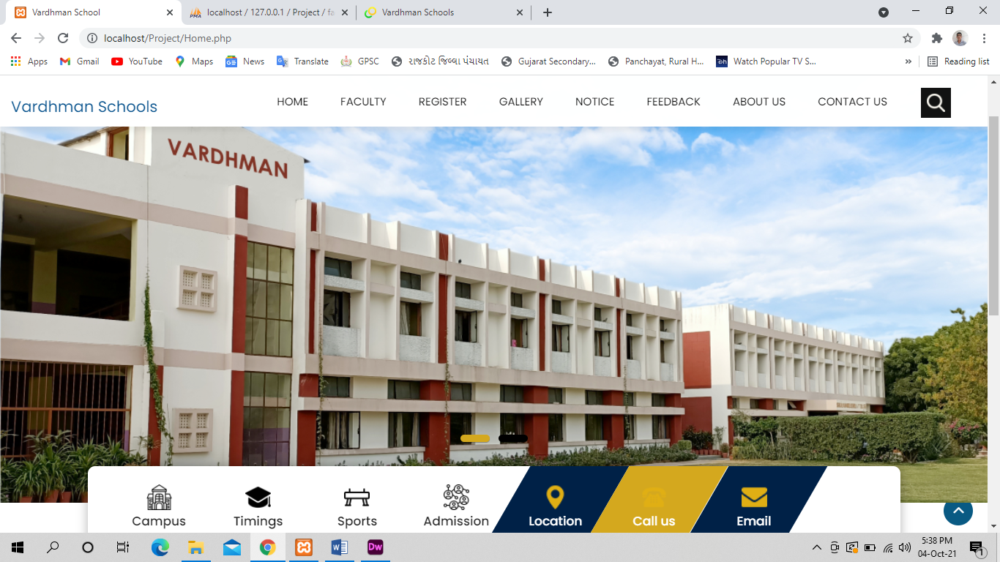 Vardhman School
localhost / 127.0.0.1 / Project / fa
Vardhman Schools
localhost/Project/Home.php
Apps
Gmail
YouTube
Maps
News
Translate
GPSC
રાજકોટ જિલ્લા પંચાયત
Gujarat Secondary...
Panchayat, Rural H...
Watch Popular TV S...
»
Reading list
Vardhman Schools
HOME
FACULTY
REGISTER
GALLERY
NOTICE
FEEDBACK
ABOUT US
CONTACT US
VARDHMAN
Campus
Timings
Sports
Admission
Location
Call us
Email
5:38 PM
04-Oct-21
1